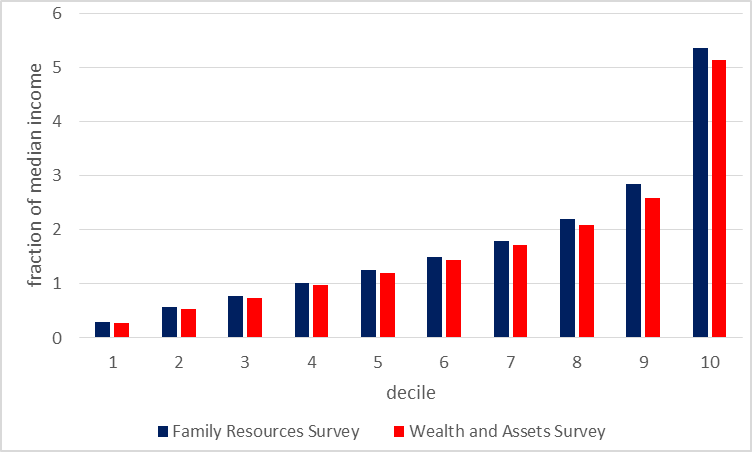 6
5
4
3
2
1
0
fraction of median income
1 2 3 4 5 6 7 8 9 10
decile
Family Resources Survey Wealth and Assets Survey